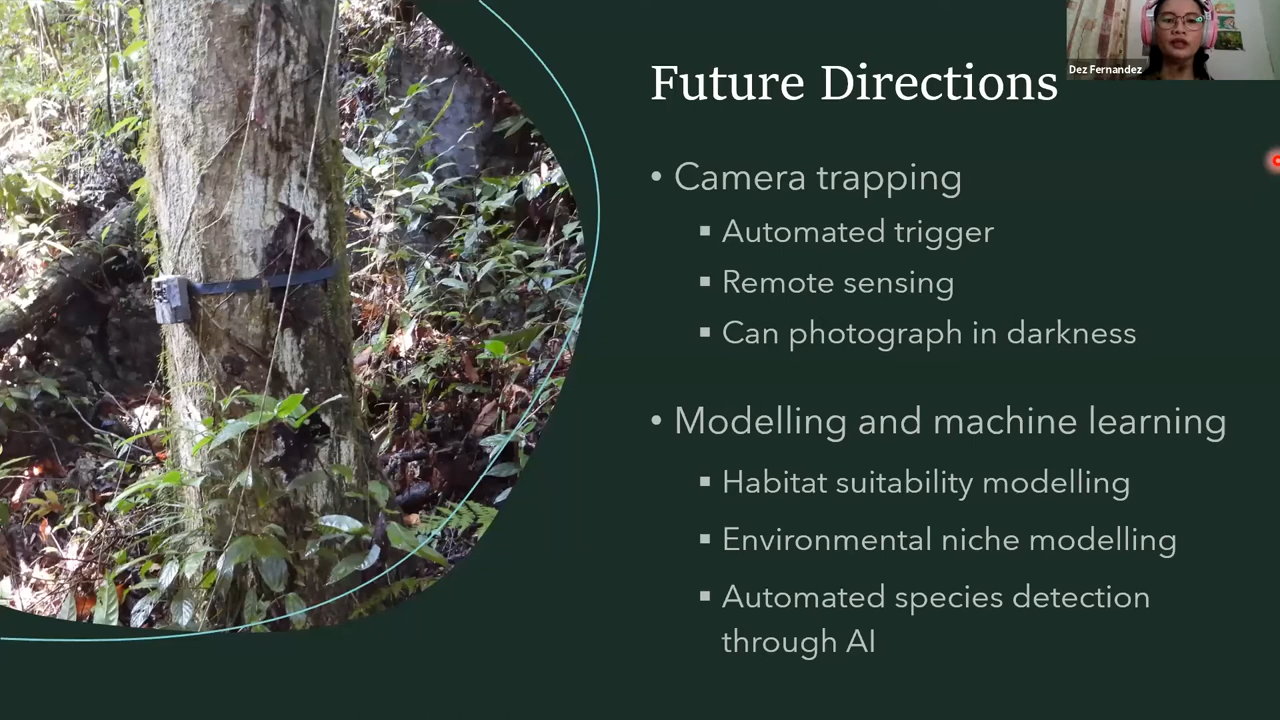 Future Directions
Dez Fernandez
• Camera trapping
▪ Automated trigger
▪ Remote sensing
▪ Can photograph in darkness
• Modelling and machine learning
▪ Habitat suitability modelling
▪ Environmental niche modelling
▪ Automated species detection
through AI